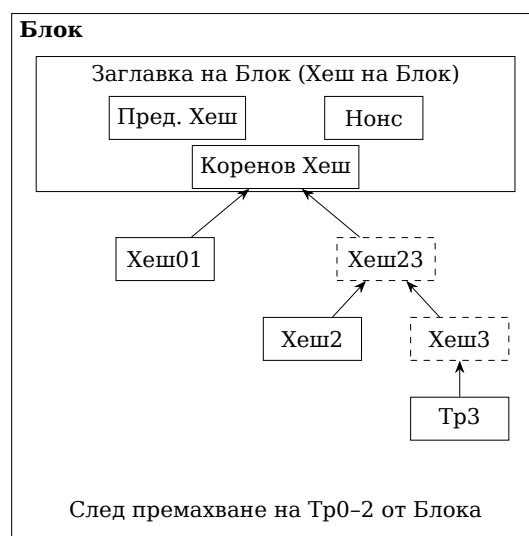 Блок
Заглавка на Блок (Хеш на Блок)
Пред. Хеш
Нонс
Коренов Хеш
Хеш01
Хеш23
Хеш2
Хеш3
Тр3
След премахване на Тр0–2 от Блока